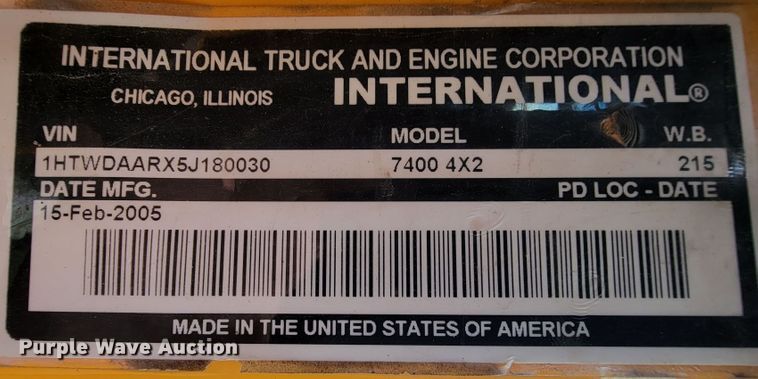 INTERNATIONAL TRUCK AND ENGINE CORPORATION
CHICAGO, ILLINOIS INTERNATIONAL®
VIN MODEL W.B.
1HTWDAARX5J180030 7400 4X2 215
DATE MFG. PD LOC - DATE
15-Feb-2005
MADE IN THE UNITED STATES OF AMERICA
Purple Wave Auction